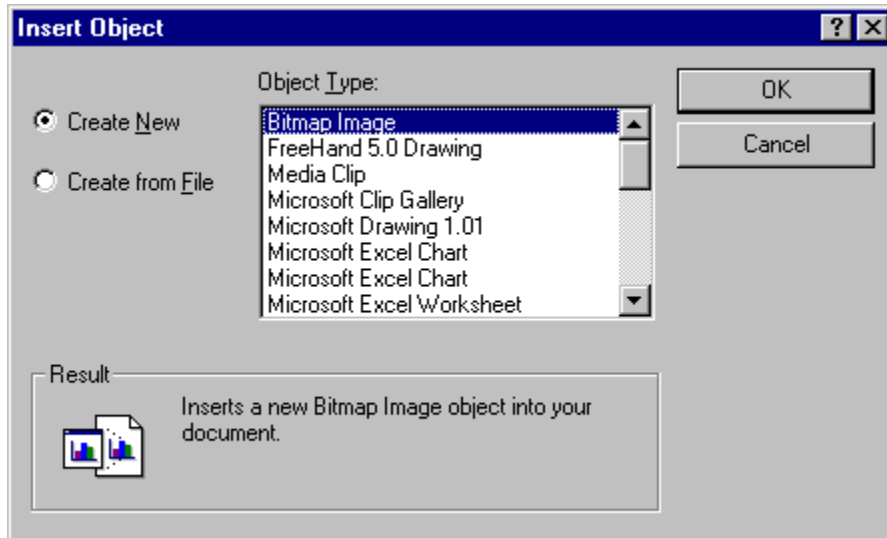 Insert Object
Object Type:
Create New
Create from File
Bitmap Image
FreeHand 5.0 Drawing
Media Clip
Microsoft Clip Gallery
Microsoft Drawing 1.01
Microsoft Excel Chart
Microsoft Excel Chart
Microsoft Excel Worksheet
OK
Cancel
Result
Inserts a new Bitmap Image object into your
document.